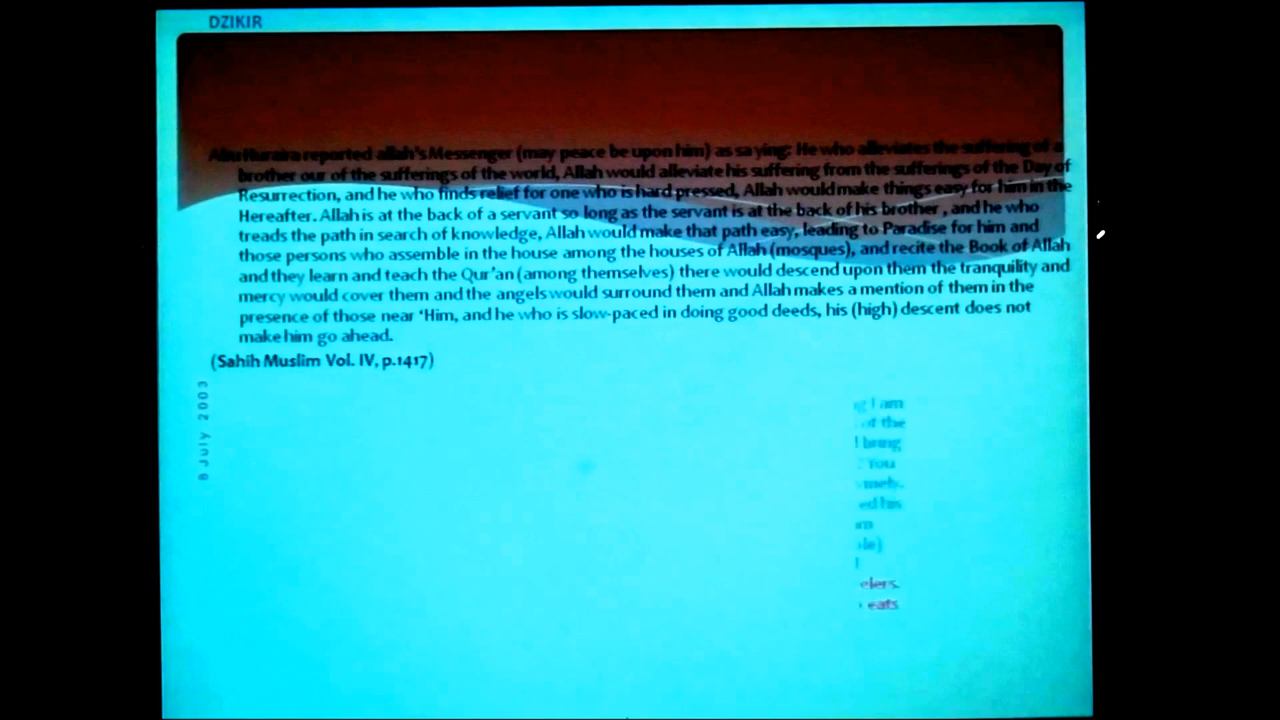 DZIKIR
Abu Huraira reported allah's Messenger (may peace be upon him) as sa ying: He who alleviates the suffering of a
brother our of the sufferings of the world, Allah would alleviate his suffering from the sufferings of the Day of
Resurrection, and he who finds relief for one who is hard pressed, Allah would make things easy for him in the
Hereafter. Allah is at the back of a servant so long as the servant is at the back of his brother , and he who
treads the path in search of knowledge, Allah would make that path easy, leading to Paradise for him and
those persons who assemble in the house among the houses of Allah (mosques), and recite the Book of Allah
and they learn and teach the Qur'an (among themselves) there would descend upon them the tranquility and
mercy would cover them and the angels would surround them and Allah makes a mention of them in the
presence of those near 'Him, and he who is slow-paced in doing good deeds, his (high) descent does not
make him go ahead.
(Sahih Muslim Vol. IV, p.1417)
8 July 2003
I am
of the
bring
You
eats